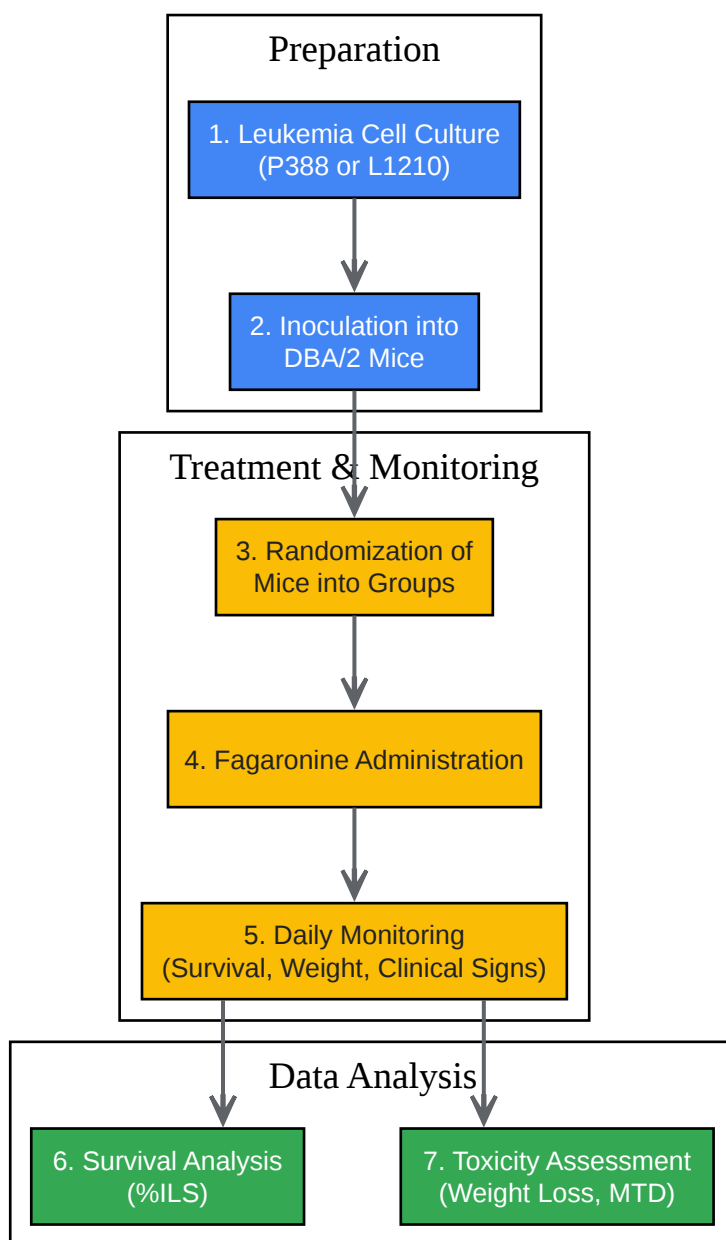 Preparation
1. Leukemia Cell Culture
(P388 or L1210)
2. Inoculation into
DBA/2 Mice
Treatment & Monitoring
3. Randomization of
Mice into Groups
4. Fagaronine Administration
5. Daily Monitoring
(Survival, Weight, Clinical Signs)
Data Analysis
6. Survival Analysis
(%ILS)
7. Toxicity Assessment
(Weight Loss, MTD)